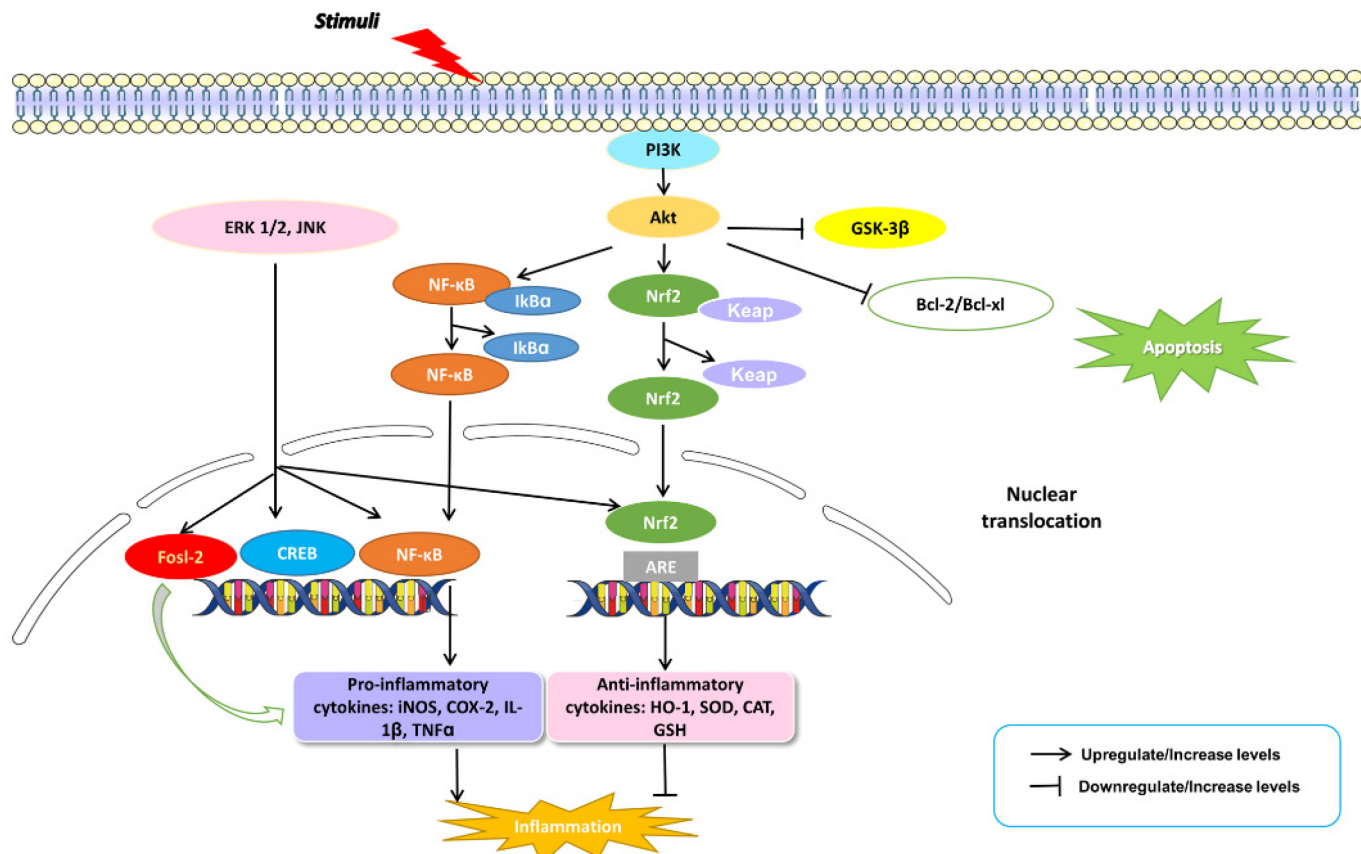 Stimuli
PI3K
Akt
GSK-3β
ERK 1/2, JNK
NF-κB
IkBα
Nrf2
Keap
Bcl-2/Bcl-xl
IkBα
NF-κB
Keap
Nrf2
Apoptosis
Nuclear
translocation
Nrf2
Fosl-2
CREB
NF-κB
ARE
Pro-inflammatory
cytokines: iNOS, COX-2, IL-
1β, TNFα
Anti-inflammatory
cytokines: HO-1, SOD, CAT,
GSH
Inflammation
Upregulate/Increase levels
Downregulate/Increase levels